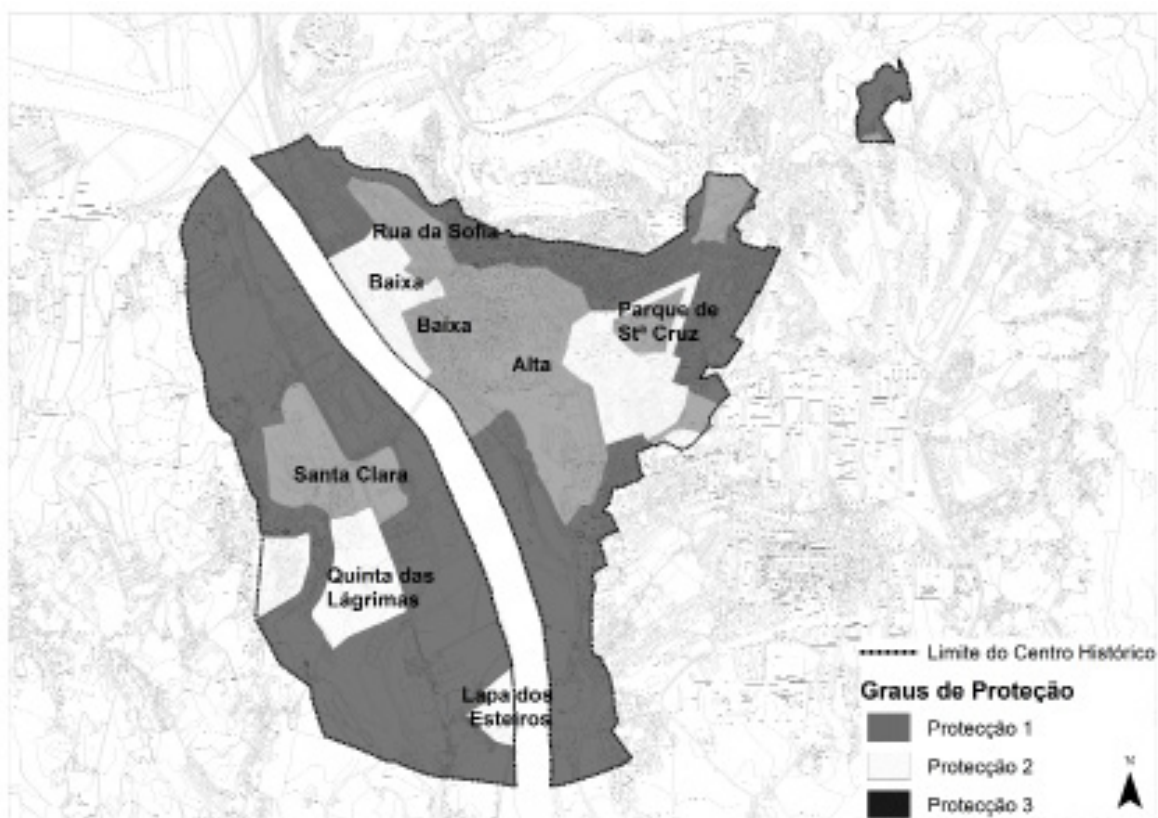 Rua da Sofia
Baixa
Baixa
Parque de
Stª Cruz
Alta
Santa Clara
Quinta das
Lágrimas
Lapa dos
Esteiros
Limite do Centro Histórico
Graus de Proteção
Protecção 1
Protecção 2
Protecção 3
N